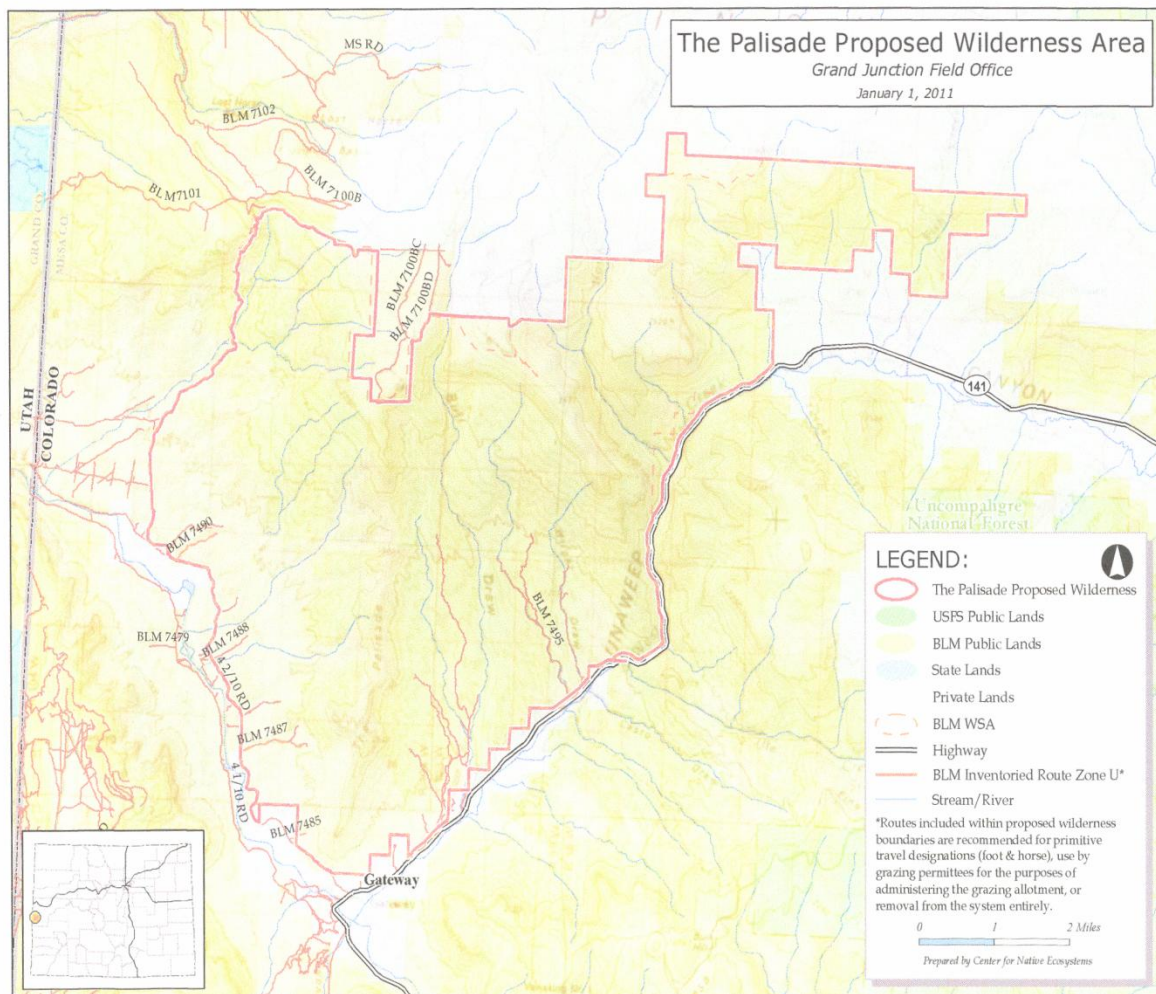 The Palisade Proposed Wilderness Area
Grand Junction Field Office
January 1, 2011
MS RD
BLM 7102
BLM 7100B
BLM7101
GRAND CO
MESA CO
BLM 7100BC
BLM 7100BD
UTAH
COLORADO
CANYON
141
Uncompahgre
National Forest
BLM 7490
BLM 7479
BLM 7488
4 2/10 RD
BLM 7487
4 1/10 RD
BLM 7485
BLM 7495
UNAWEEP
Draw
Palisade
Gateway
LEGEND:
The Palisade Proposed Wilderness
USFS Public Lands
BLM Public Lands
State Lands
Private Lands
BLM WSA
Highway
BLM Inventoried Route Zone U*
Stream/River
*Routes included within proposed wilderness
boundaries are recommended for primitive
travel designations (foot & horse), use by
grazing permittees for the purposes of
administering the grazing allotment, or
removal from the system entirely.
0 1 2 Miles
Prepared by Center for Native Ecosystems